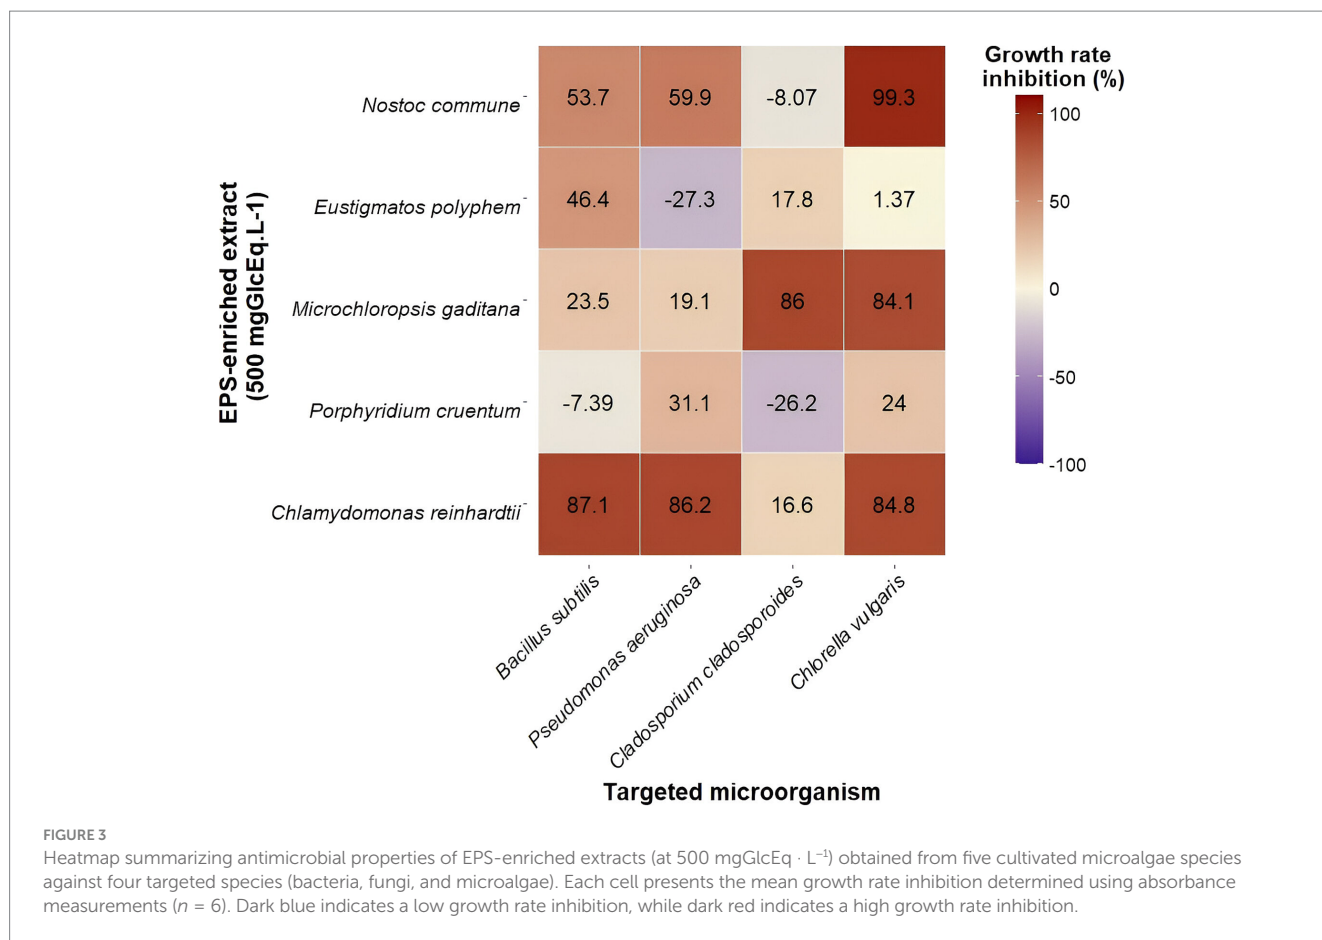 Growth rate
inhibition (%)
100
50
0
-50
-100
EPS-enriched extract
(500 mgGlcEq.L-1)
Nostoc commune 53.7 59.9 -8.07 99.3
Eustigmatos polyphem 46.4 -27.3 17.8 1.37
Microchloropsis gaditana 23.5 19.1 86 84.1
Porphyridium cruentum -7.39 31.1 -26.2 24
Chlamydomonas reinhardtii 87.1 86.2 16.6 84.8
Bacillus subtilis
Pseudomonas aeruginosa
Cladosporium cladosporoides
Chlorella vulgaris
Targeted microorganism
FIGURE 3
Heatmap summarizing antimicrobial properties of EPS-enriched extracts (at 500 mgGlcEq · L⁻¹) obtained from five cultivated microalgae species
against four targeted species (bacteria, fungi, and microalgae). Each cell presents the mean growth rate inhibition determined using absorbance
measurements (n = 6). Dark blue indicates a low growth rate inhibition, while dark red indicates a high growth rate inhibition.